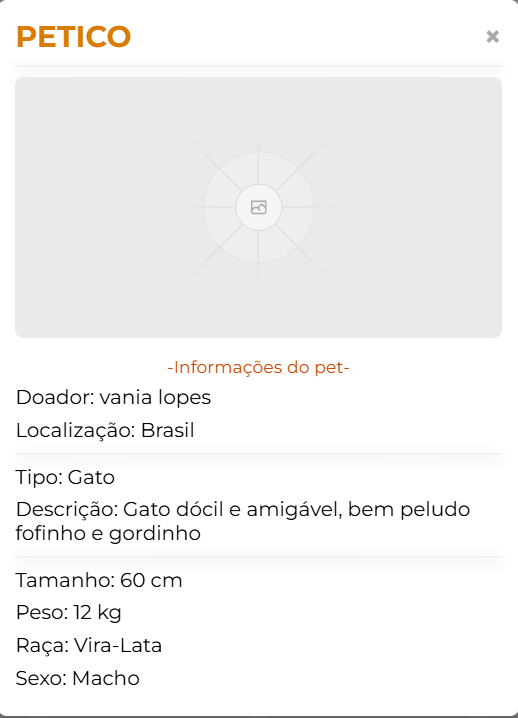 PETICO
×
-Informações do pet-
Doador: vania lopes
Localização: Brasil
Tipo: Gato
Descrição: Gato dócil e amigável, bem peludo
fofinho e gordinho
Tamanho: 60 cm
Peso: 12 kg
Raça: Vira-Lata
Sexo: Macho